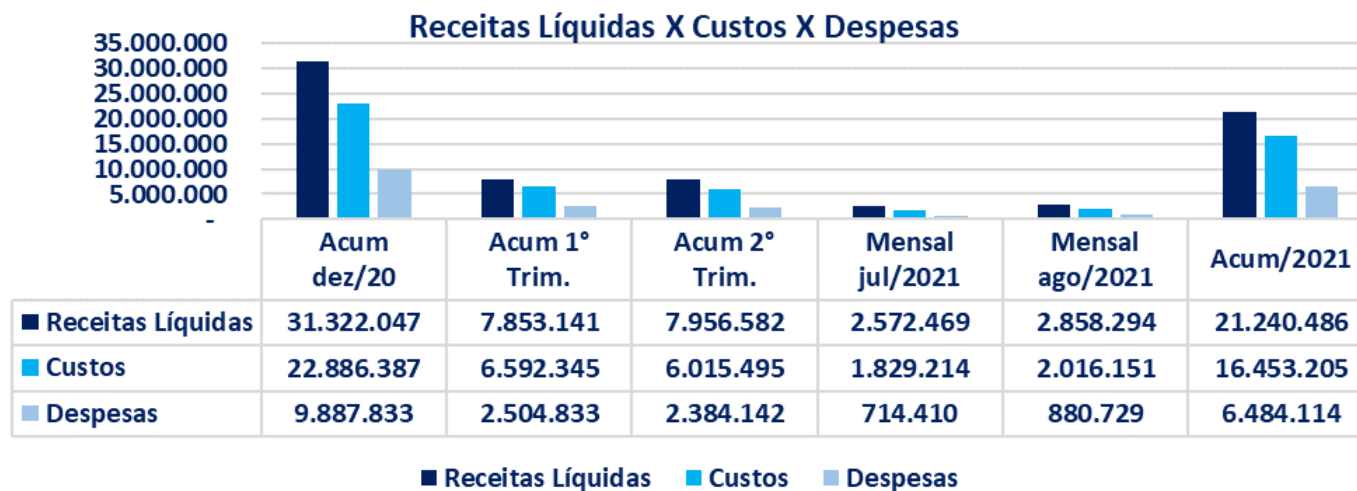 Receitas Líquidas X Custos X Despesas
35.000.000
30.000.000
25.000.000
20.000.000
15.000.000
10.000.000
5.000.000
-
Acum dez/20 Acum 1° Trim. Acum 2° Trim. Mensal jul/2021 Mensal ago/2021 Acum/2021
Receitas Líquidas 31.322.047 7.853.141 7.956.582 2.572.469 2.858.294 21.240.486
Custos 22.886.387 6.592.345 6.015.495 1.829.214 2.016.151 16.453.205
Despesas 9.887.833 2.504.833 2.384.142 714.410 880.729 6.484.114
Receitas Líquidas Custos Despesas